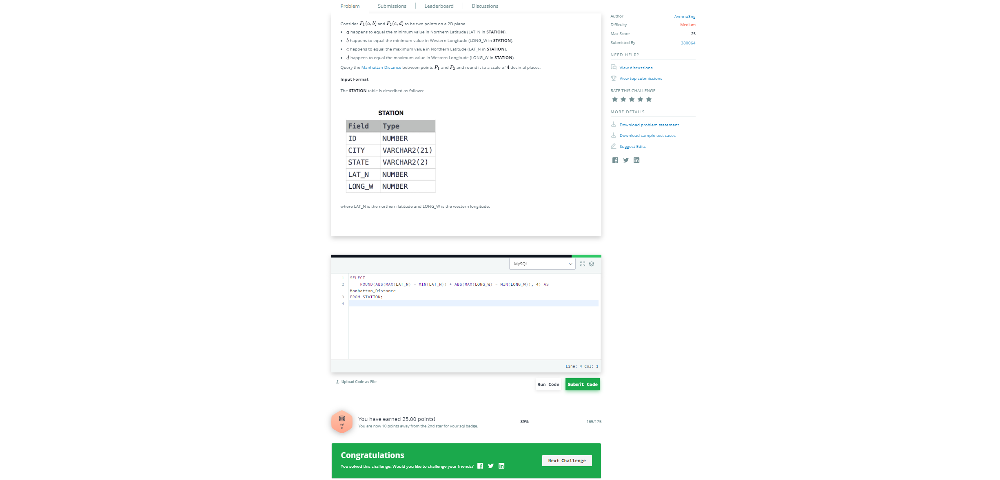 Problem
Submissions
Leaderboard
Discussions
Consider P1(a, b) and P2(c, d) to be two points on a 2D plane.
• a happens to equal the minimum value in Northern Latitude (LAT_N in STATION).
• b happens to equal the minimum value in Western Longitude (LONG_W in STATION).
• c happens to equal the maximum value in Northern Latitude (LAT_N in STATION).
• d happens to equal the maximum value in Western Longitude (LONG_W in STATION).
Query the Manhattan Distance between points P1 and P2 and round it to a scale of 4 decimal places.
Input Format
The STATION table is described as follows:
STATION
Field Type
ID NUMBER
CITY VARCHAR2(21)
STATE VARCHAR2(2)
LAT_N NUMBER
LONG_W NUMBER
where LAT_N is the northern latitude and LONG_W is the western longitude.
Author AvmnuSng
Difficulty Medium
Max Score 25
Submitted By 380064
NEED HELP?
View discussions
View top submissions
RATE THIS CHALLENGE
MORE DETAILS
Download problem statement
Download sample test cases
Suggest Edits
MySQL
1 SELECT
2 ROUND(ABS(MAX(LAT_N) - MIN(LAT_N)) + ABS(MAX(LONG_W) - MIN(LONG_W)), 4) AS
Manhattan_Distance
3 FROM STATION;
4
Line: 4 Col: 1
Upload Code as File
Run Code
Submit Code
Sql
You have earned 25.00 points!
You are now 10 points away from the 2nd star for your sql badge.
89%
165/175
Congratulations
You solved this challenge. Would you like to challenge your friends?
Next Challenge